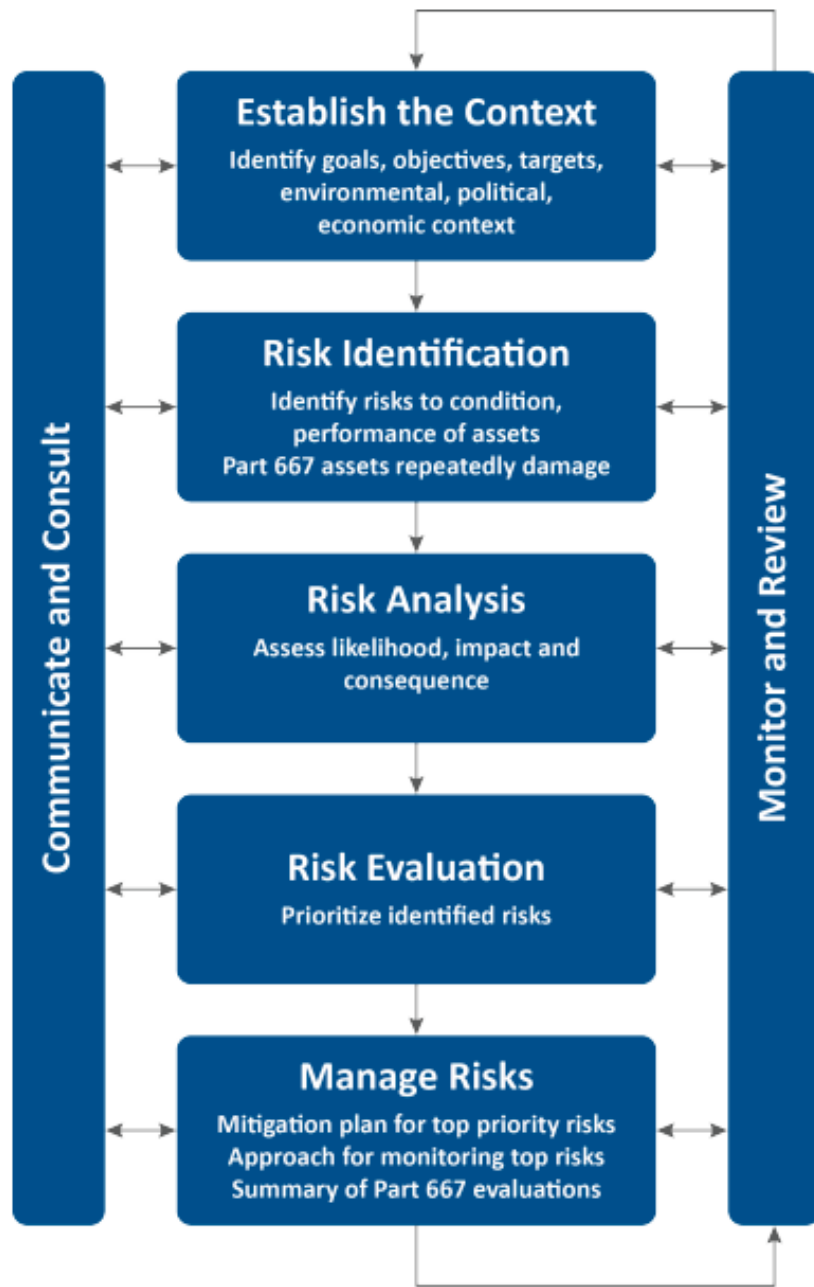 Communicate and Consult
Establish the Context
Identify goals, objectives, targets,
environmental, political,
economic context
Risk Identification
Identify risks to condition,
performance of assets
Part 667 assets repeatedly damage
Risk Analysis
Assess likelihood, impact and
consequence
Risk Evaluation
Prioritize identified risks
Manage Risks
Mitigation plan for top priority risks
Approach for monitoring top risks
Summary of Part 667 evaluations
Monitor and Review